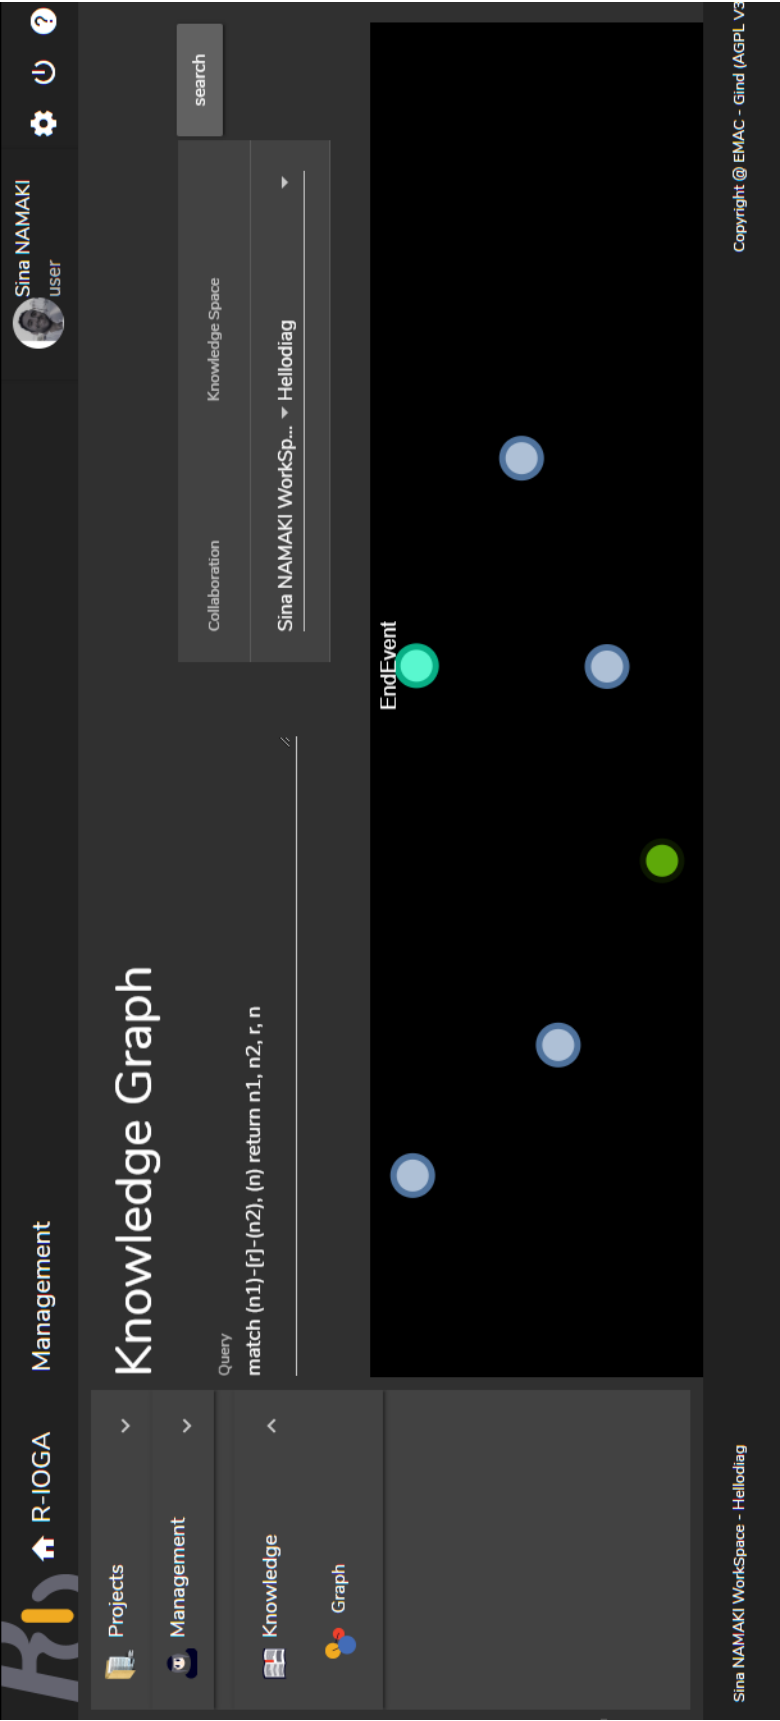 R-IOGA
Management
Sina NAMAKI
user
?
Projects
Management
Knowledge
Graph
Knowledge Graph
Query
match (n1)-[r]-(n2), (n) return n1, n2, r, n
Collaboration
Knowledge Space
Sina NAMAKI WorkSp...
Hellodiag
search
EndEvent
Sina NAMAKI WorkSpace - Hellodiag
Copyright @ EMAC - Gind (AGPL V3